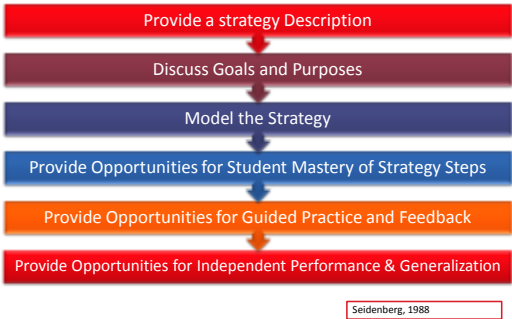 Provide a strategy Description
Discuss Goals and Purposes
Model the Strategy
Provide Opportunities for Student Mastery of Strategy Steps
Provide Opportunities for Guided Practice and Feedback
Provide Opportunities for Independent Performance & Generalization
Seidenberg, 1988